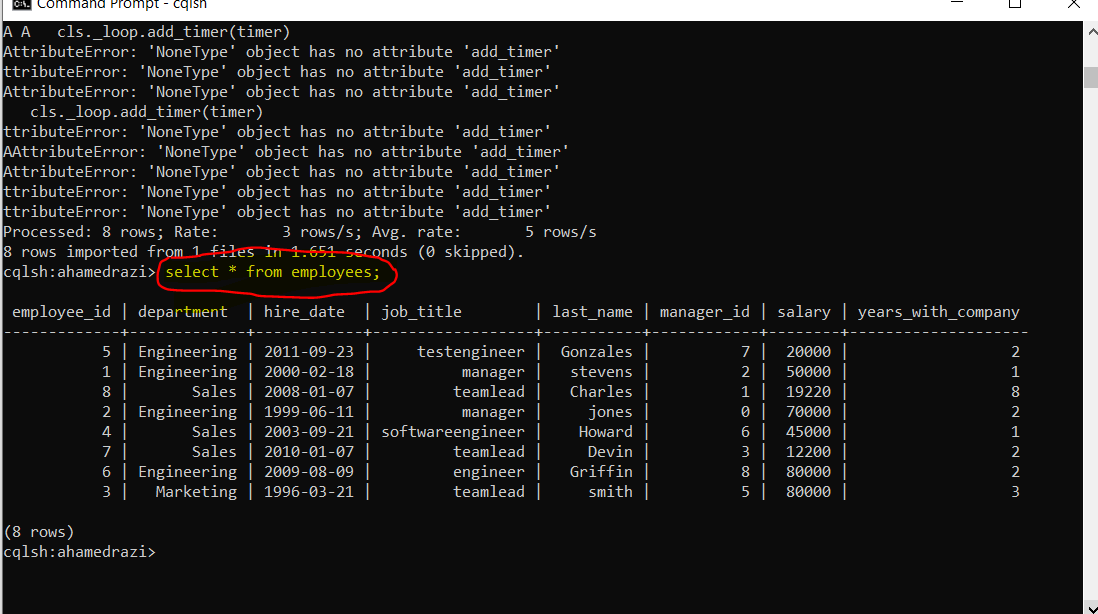 Command Prompt - cqlsh
A A   cls._loop.add_timer(timer)
AttributeError: 'NoneType' object has no attribute 'add_timer'
ttributeError: 'NoneType' object has no attribute 'add_timer'
AttributeError: 'NoneType' object has no attribute 'add_timer'
   cls._loop.add_timer(timer)
ttributeError: 'NoneType' object has no attribute 'add_timer'
AAttributeError: 'NoneType' object has no attribute 'add_timer'
AttributeError: 'NoneType' object has no attribute 'add_timer'
ttributeError: 'NoneType' object has no attribute 'add_timer'
ttributeError: 'NoneType' object has no attribute 'add_timer'
Processed: 8 rows; Rate:       3 rows/s; Avg. rate:       5 rows/s
8 rows imported from 1 files in 1.651 seconds (0 skipped).
cqlsh:ahamedrazi> select * from employees;
 employee_id | department  | hire_date  | job_title        | last_name | manager_id | salary | years_with_company
-------------+-------------+------------+------------------+-----------+------------+--------+--------------------
           5 | Engineering | 2011-09-23 |     testengineer |  Gonzales |          7 |  20000 |                  2
           1 | Engineering | 2000-02-18 |          manager |   stevens |          2 |  50000 |                  1
           8 |       Sales | 2008-01-07 |         teamlead |   Charles |          1 |  19220 |                  8
           2 | Engineering | 1999-06-11 |          manager |     jones |          0 |  70000 |                  2
           4 |       Sales | 2003-09-21 | softwareengineer |    Howard |          6 |  45000 |                  1
           7 |       Sales | 2010-01-07 |         teamlead |     Devin |          3 |  12200 |                  2
           6 | Engineering | 2009-08-09 |         engineer |   Griffin |          8 |  80000 |                  2
           3 |   Marketing | 1996-03-21 |         teamlead |     smith |          5 |  80000 |                  3
(8 rows)
cqlsh:ahamedrazi>